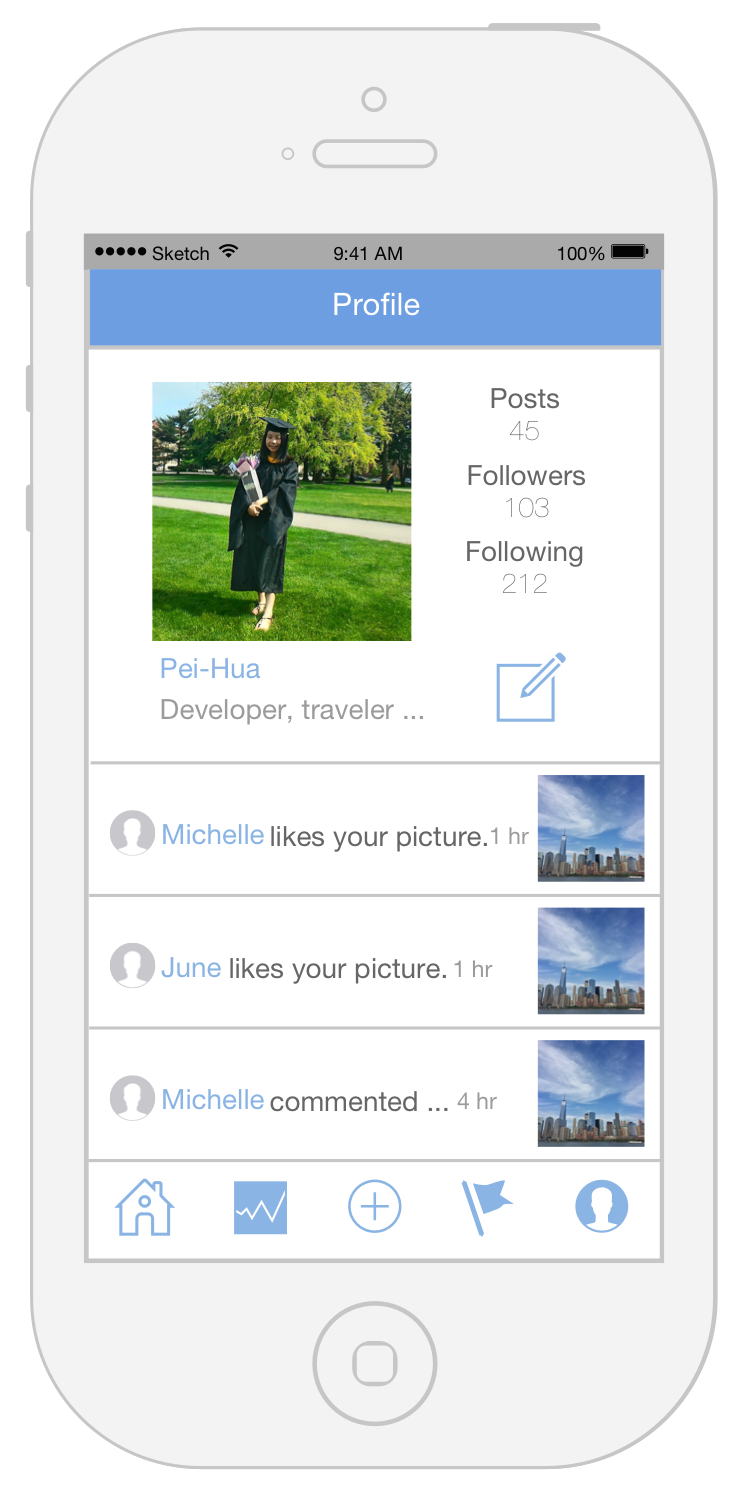 Sketch 9:41 AM 100%
Profile
Posts
45
Followers
103
Following
212
Pei-Hua
Developer, traveler ...
Michelle likes your picture. 1 hr
June likes your picture. 1 hr
Michelle commented ... 4 hr